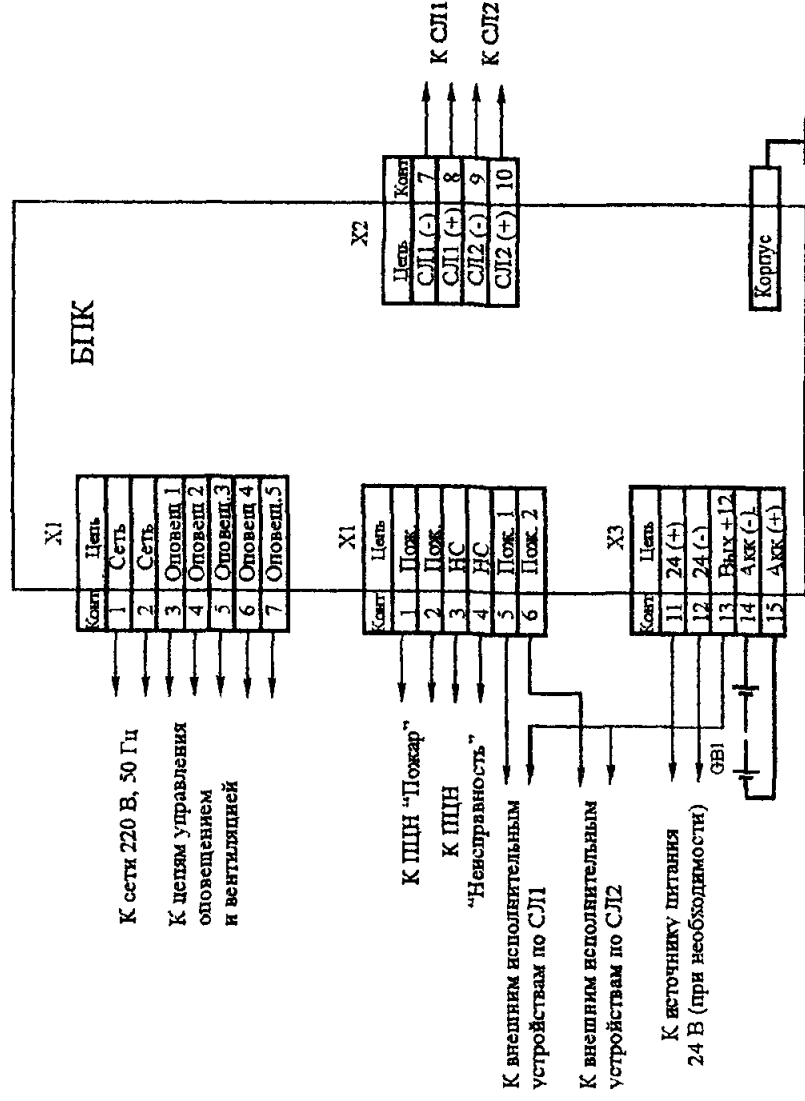 БПК
X1
Конт Цепь
1 Сеть
2 Сеть
3 Оповещ 1
4 Оповещ 2
5 Оповещ.3
6 Оповещ 4
7 Оповещ.5
К сети 220 В, 50 Гц
К цепям управления
оповещением
и вентиляцией
X1
Конт Цепь
1 Пож.
2 Пож.
3 НС
4 НС
5 Пож. 1
6 Пож. 2
К ПЦН “Пожар”
К ПЦН
“Неисправность”
К внешним исполнительным
устройствам по СЛ1
К внешним исполнительным
устройствам по СЛ2
X3
Конт Цепь
11 24 (+)
12 24 (-)
13 Вых +12
14 Акк (-)
15 Акк (+)
К источнику питания
24 В (при необходимости)
GB1
X2
Цепь Конт
СЛ1 (-) 7
СЛ1 (+) 8
СЛ2 (-) 9
СЛ2 (+) 10
К СЛ1
К СЛ2
Корпус